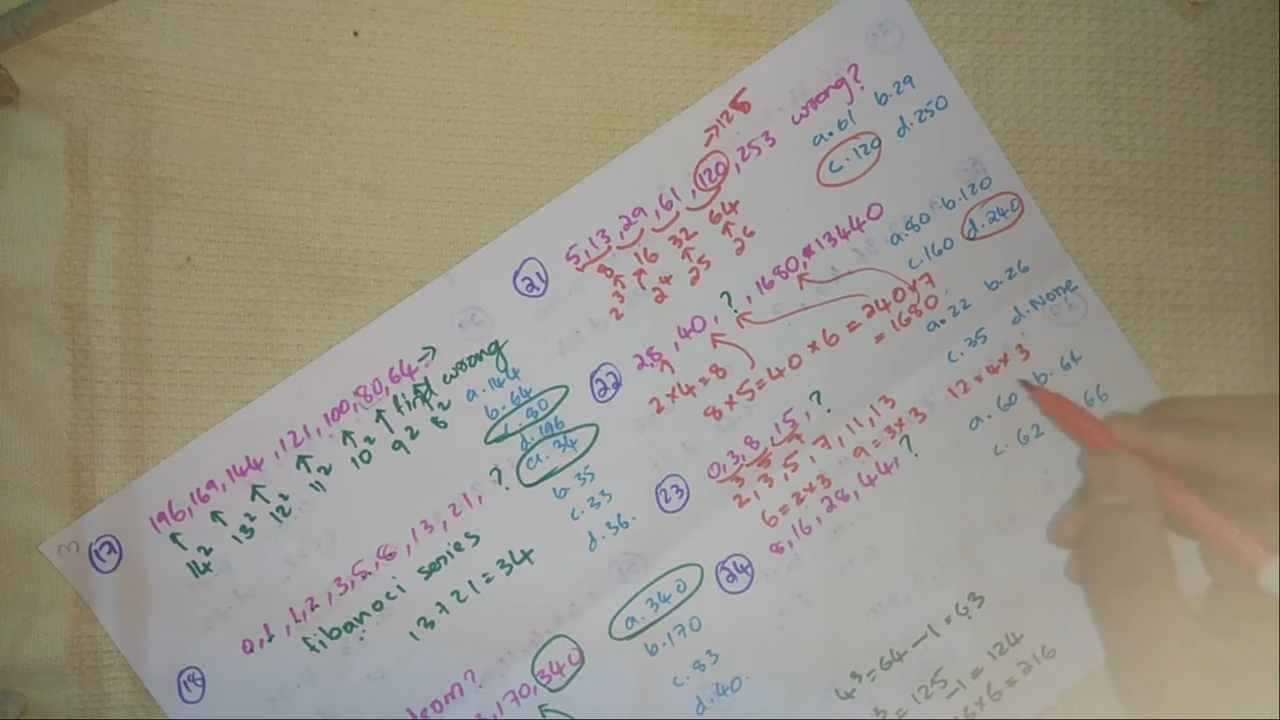 (17) 196,169,144,121,100,80,64→
find wrong
14² 13² 12² 11² 10² 9² 8²
a.144
b.64
c.80
d.196
(18) 0,1,1,2,3,5,8,13,21,?
fibanoci series
13+21=34
a.34
b.35
c.33
d.36.
,170,340
a.340
b.170
c.83
d.40.
(21) 5,13,29,61,120,253 wrong?
→125
8 16 32 64
2³ 2⁴ 2⁵ 2⁶
a.61 b.29
c.120 d.250
(22) 2,8,40,?,1680,13440
2×4=8
8×5=40×6=240×7
=1680
a.80 b.120
c.160 d.240
(23) 0,3,8,15,?
3 5 7
2,3,5,7,11,13
6=2×3 9=3×3 12=4×3
a.22 b.26
c.35 d.None
(24) 8,16,28,44,?
a.60 b.64
c.62 66
4³=64-1=63
=125-1=124
×6=216
3